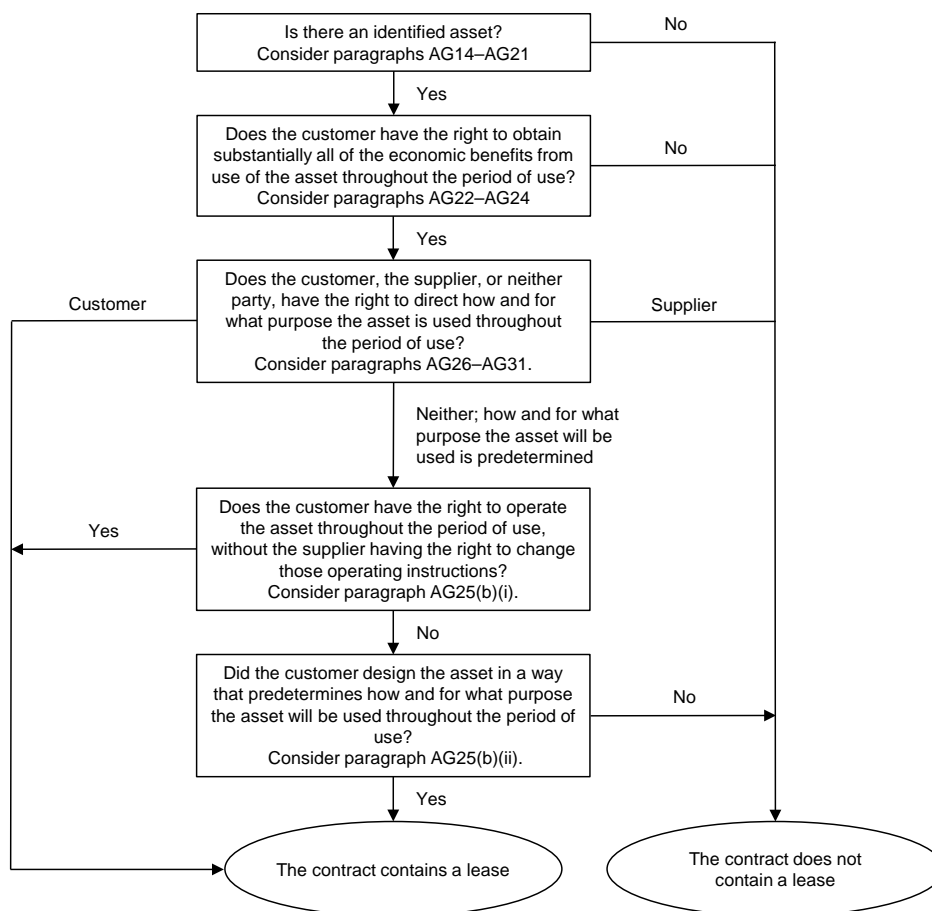 Is there an identified asset?
Consider paragraphs AG14–AG21
No
Yes
Does the customer have the right to obtain
substantially all of the economic benefits from
use of the asset throughout the period of use?
Consider paragraphs AG22–AG24
No
Yes
Does the customer, the supplier, or neither
party, have the right to direct how and for
what purpose the asset is used throughout
the period of use?
Consider paragraphs AG26–AG31.
Customer
Supplier
Neither; how and for what
purpose the asset will be
used is predetermined
Does the customer have the right to operate
the asset throughout the period of use,
without the supplier having the right to change
those operating instructions?
Consider paragraph AG25(b)(i).
Yes
No
Did the customer design the asset in a way
that predetermines how and for what purpose
the asset will be used throughout the period of
use?
Consider paragraph AG25(b)(ii).
No
Yes
The contract contains a lease
The contract does not
contain a lease